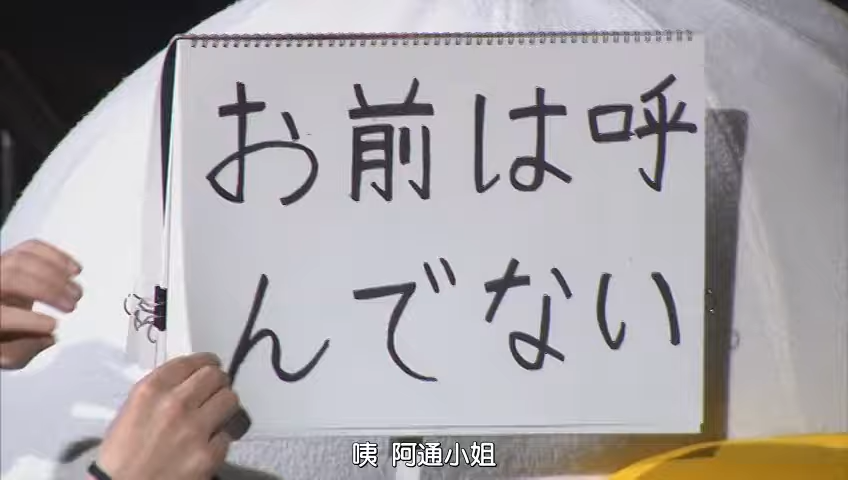 お前は呼
んでない
咦 阿通小姐